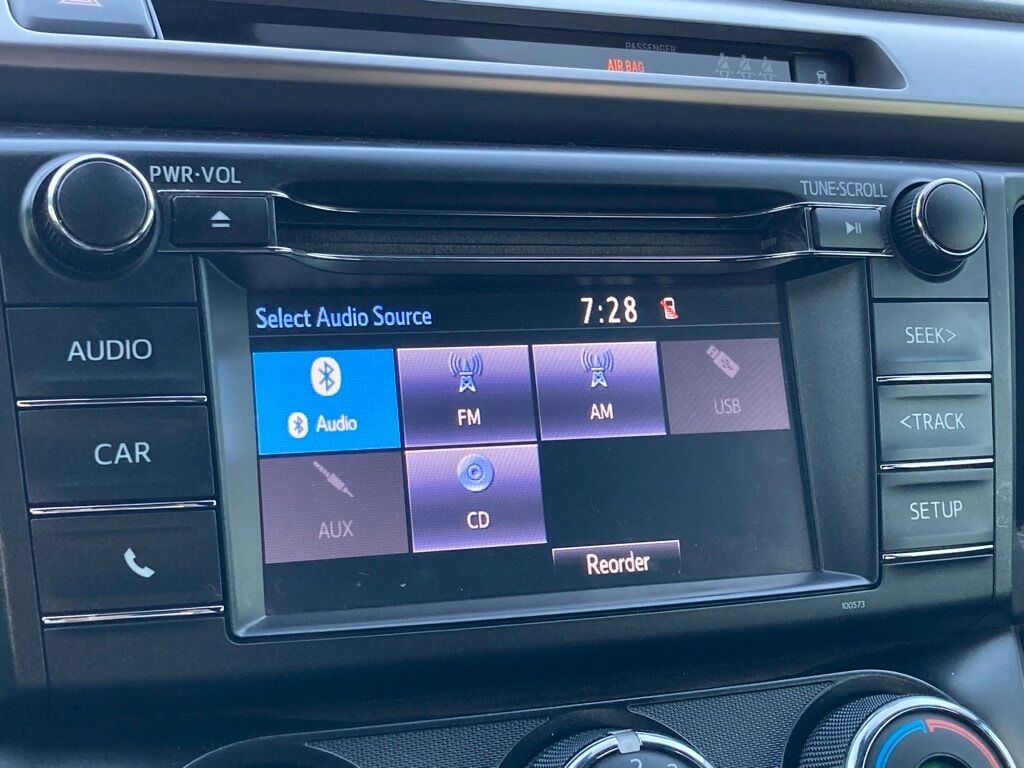 PASSENGER
AIR BAG
PWR·VOL
TUNE·SCROLL
Select Audio Source
7:28
AUDIO
CAR
Audio
FM
AM
USB
AUX
CD
Reorder
SEEK>
<TRACK
SETUP
100573